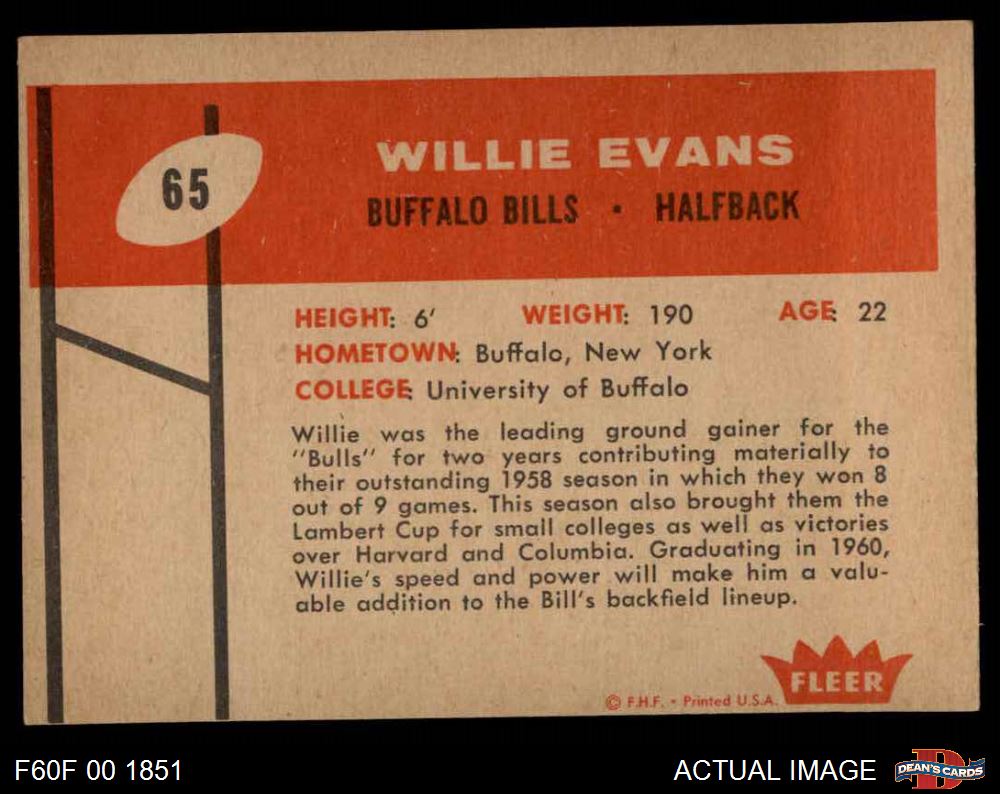 65
WILLIE EVANS
BUFFALO BILLS • HALFBACK
HEIGHT: 6' WEIGHT: 190 AGE: 22
HOMETOWN: Buffalo, New York
COLLEGE: University of Buffalo
Willie was the leading ground gainer for the
"Bulls" for two years contributing materially to
their outstanding 1958 season in which they won 8
out of 9 games. This season also brought them the
Lambert Cup for small colleges as well as victories
over Harvard and Columbia. Graduating in 1960,
Willie's speed and power will make him a valu-
able addition to the Bill's backfield lineup.
FLEER
© F.H.F. • Printed U.S.A.
F60F 00 1851
ACTUAL IMAGE
D
DEAN'S CARDS